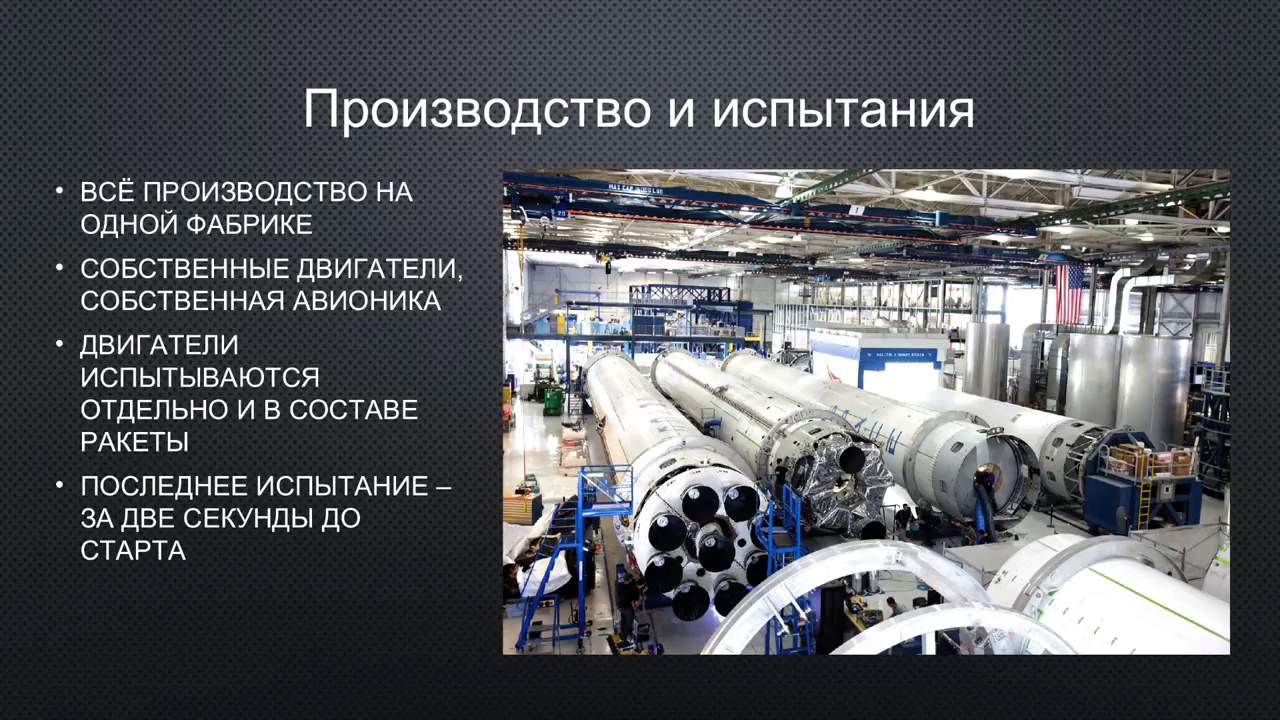 Производство и испытания
• ВСЁ ПРОИЗВОДСТВО НА
ОДНОЙ ФАБРИКЕ
• СОБСТВЕННЫЕ ДВИГАТЕЛИ,
СОБСТВЕННАЯ АВИОНИКА
• ДВИГАТЕЛИ
ИСПЫТЫВАЮТСЯ
ОТДЕЛЬНО И В СОСТАВЕ
РАКЕТЫ
• ПОСЛЕДНЕЕ ИСПЫТАНИЕ –
ЗА ДВЕ СЕКУНДЫ ДО
СТАРТА